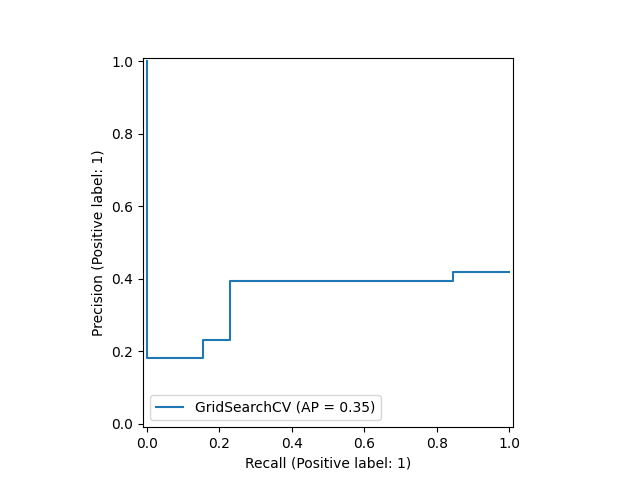 1.0
0.8
0.6
0.4
0.2
0.0
Precision (Positive label: 1)
GridSearchCV (AP = 0.35)
0.0 0.2 0.4 0.6 0.8 1.0
Recall (Positive label: 1)